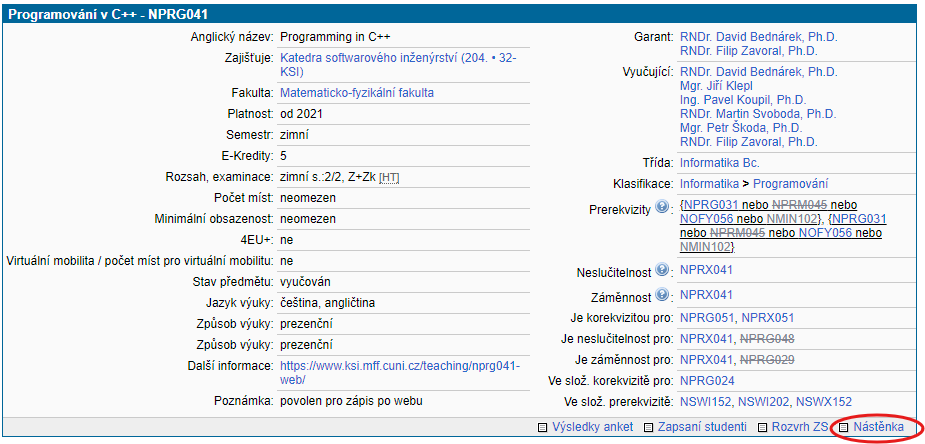 Programování v C++ - NPRG041
Anglický název: Programming in C++
Zajišťuje: Katedra softwarového inženýrství (204. • 32-
KSI)
Fakulta: Matematicko-fyzikální fakulta
Platnost: od 2021
Semestr: zimní
E-Kredity: 5
Rozsah, examinace: zimní s.:2/2, Z+Zk [HT]
Počet míst: neomezen
Minimální obsazenost: neomezen
4EU+: ne
Virtuální mobilita / počet míst pro virtuální mobilitu: ne
Stav předmětu: vyučován
Jazyk výuky: čeština, angličtina
Způsob výuky: prezenční
Způsob výuky: prezenční
Další informace: https://www.ksi.mff.cuni.cz/teaching/nprg041-
web/
Poznámka: povolen pro zápis po webu
Garant: RNDr. David Bednárek, Ph.D.
RNDr. Filip Zavoral, Ph.D.
Vyučující: RNDr. David Bednárek, Ph.D.
Mgr. Jiří Klepl
Ing. Pavel Koupil, Ph.D.
RNDr. Martin Svoboda, Ph.D.
Mgr. Petr Škoda, Ph.D.
RNDr. Filip Zavoral, Ph.D.
Třída: Informatika Bc.
Klasifikace: Informatika > Programování
Prerekvizity ? : {NPRG031 nebo NPRM045 nebo
NOFY056 nebo NMIN102}, {NPRG031
nebo NPRM045 nebo NOFY056 nebo
NMIN102}
Neslučitelnost ? : NPRX041
Záměnnost ? : NPRX041
Je korekvizitou pro: NPRG051, NPRX051
Je neslučitelnost pro: NPRX041, NPRG048
Je záměnnost pro: NPRX041, NPRG029
Ve slož. korekvizitě pro: NPRG024
Ve slož. prerekvizitě: NSWI152, NSWI202, NSWX152
Výsledky anket Zapsaní studenti Rozvrh ZS Nástěnka